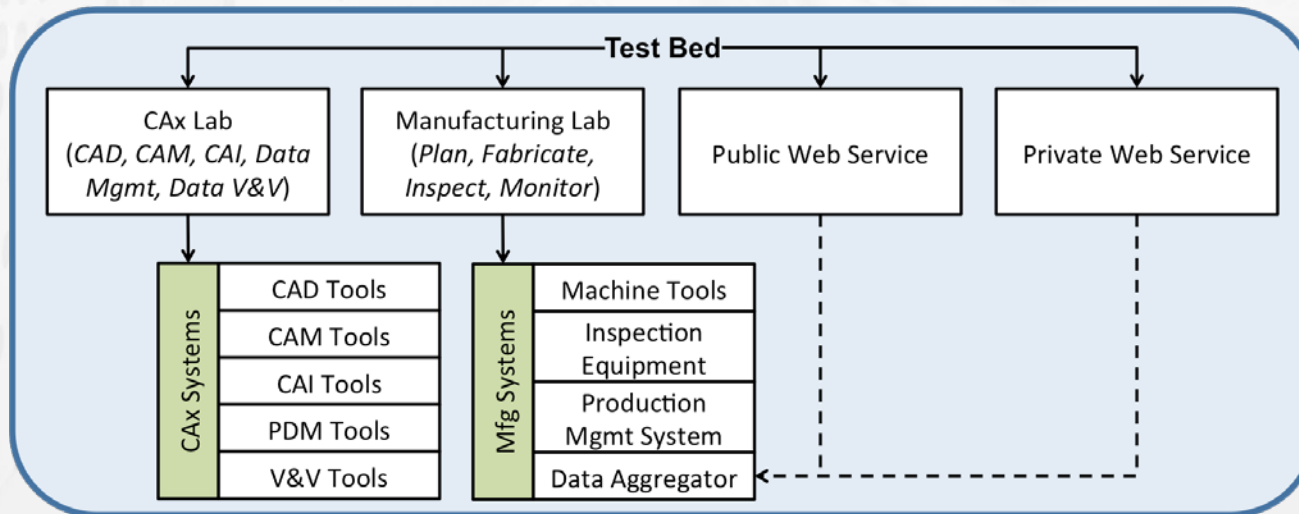 Test Bed
CAx Lab
(CAD, CAM, CAI, Data
Mgmt, Data V&V)
Manufacturing Lab
(Plan, Fabricate,
Inspect, Monitor)
Public Web Service
Private Web Service
CAx Systems
CAD Tools
CAM Tools
CAI Tools
PDM Tools
V&V Tools
Mfg Systems
Machine Tools
Inspection
Equipment
Production
Mgmt System
Data Aggregator